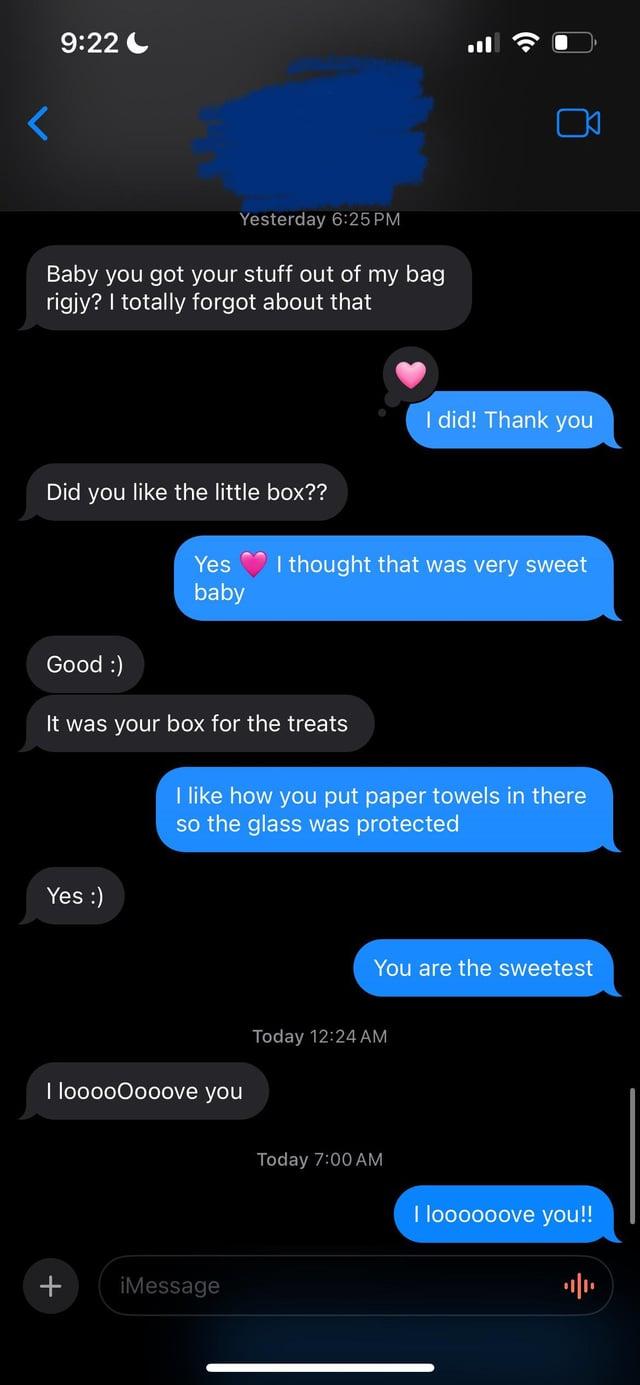 9:22
Yesterday 6:25 PM
Baby you got your stuff out of my bag
rigjy? I totally forgot about that
I did! Thank you
Did you like the little box??
Yes 💓 I thought that was very sweet
baby
Good :)
It was your box for the treats
I like how you put paper towels in there
so the glass was protected
Yes :)
You are the sweetest
Today 12:24 AM
I looooOooove you
Today 7:00 AM
I loooooove you!!
iMessage